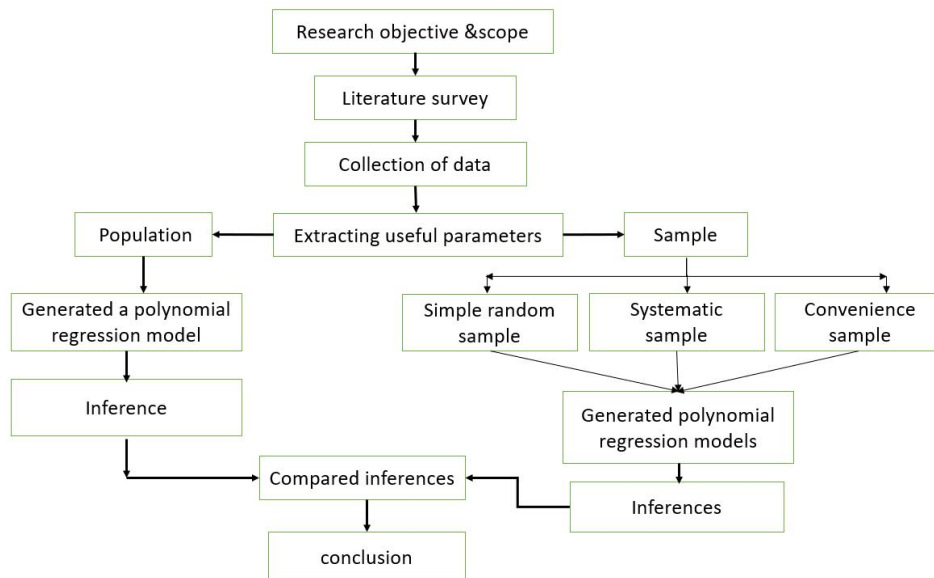 Research objective &scope
Literature survey
Collection of data
Population
Extracting useful parameters
Sample
Generated a polynomial
regression model
Simple random
sample
Systematic
sample
Convenience
sample
Inference
Generated polynomial
regression models
Compared inferences
Inferences
conclusion